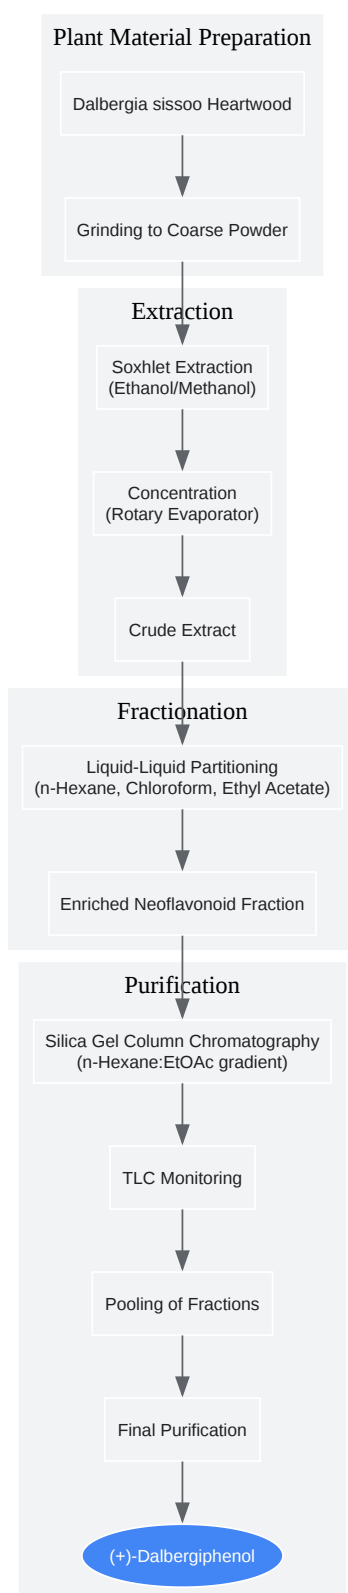 Plant Material Preparation
Dalbergia sissoo Heartwood
Grinding to Coarse Powder
Extraction
Soxhlet Extraction
(Ethanol/Methanol)
Concentration
(Rotary Evaporator)
Crude Extract
Fractionation
Liquid-Liquid Partitioning
(n-Hexane, Chloroform, Ethyl Acetate)
Enriched Neoflavonoid Fraction
Purification
Silica Gel Column Chromatography
(n-Hexane:EtOAc gradient)
TLC Monitoring
Pooling of Fractions
Final Purification
(+)-Dalbergiphenol